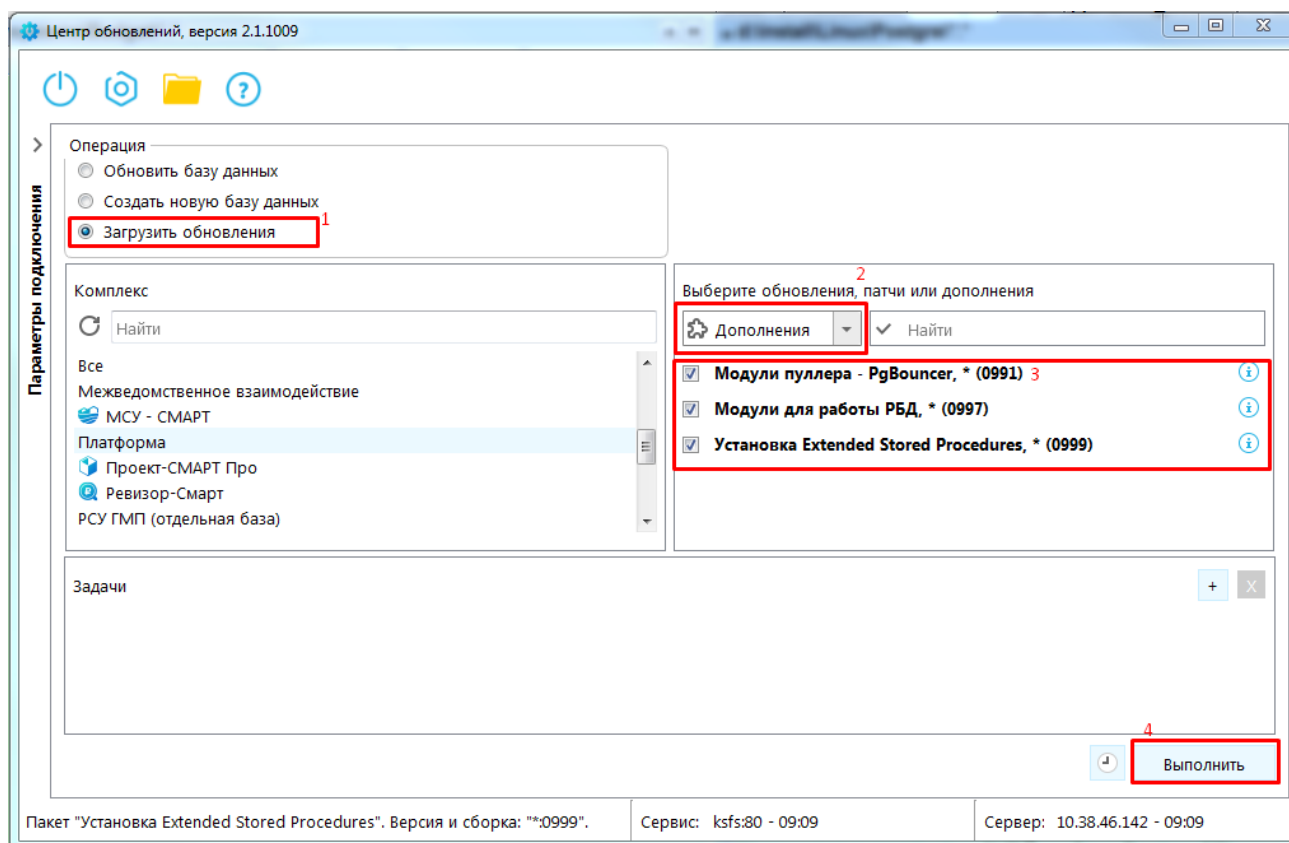 Центр обновлений, версия 2.1.1009
Операция
Обновить базу данных
Создать новую базу данных
1
Загрузить обновления
Параметры подключения
Комплекс
Найти
Все
Межведомственное взаимодействие
МСУ - СМАРТ
Платформа
Проект-СМАРТ Про
Ревизор-Смарт
РСУ ГМП (отдельная база)
2
Выберите обновления, патчи или дополнения
Дополнения
Найти
Модули пуллера - PgBouncer, * (0991) 3
Модули для работы РБД, * (0997)
Установка Extended Stored Procedures, * (0999)
Задачи
+ X
4
Выполнить
Пакет "Установка Extended Stored Procedures". Версия и сборка: "*:0999".
Сервис: ksfs:80 - 09:09
Сервер: 10.38.46.142 - 09:09